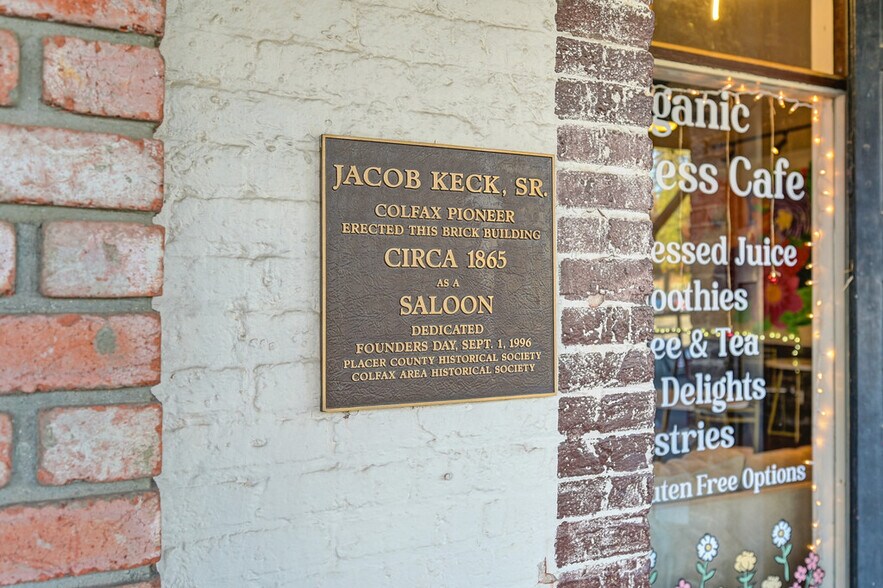 JACOB KECK, SR.
COLFAX PIONEER
ERECTED THIS BRICK BUILDING
CIRCA 1865
AS A
SALOON
DEDICATED
FOUNDERS DAY, SEPT. 1, 1996
PLACER COUNTY HISTORICAL SOCIETY
COLFAX AREA HISTORICAL SOCIETY
ganic
ess Cafe
essed Juice
oothies
ee & Tea
Delights
stries
uten Free Options